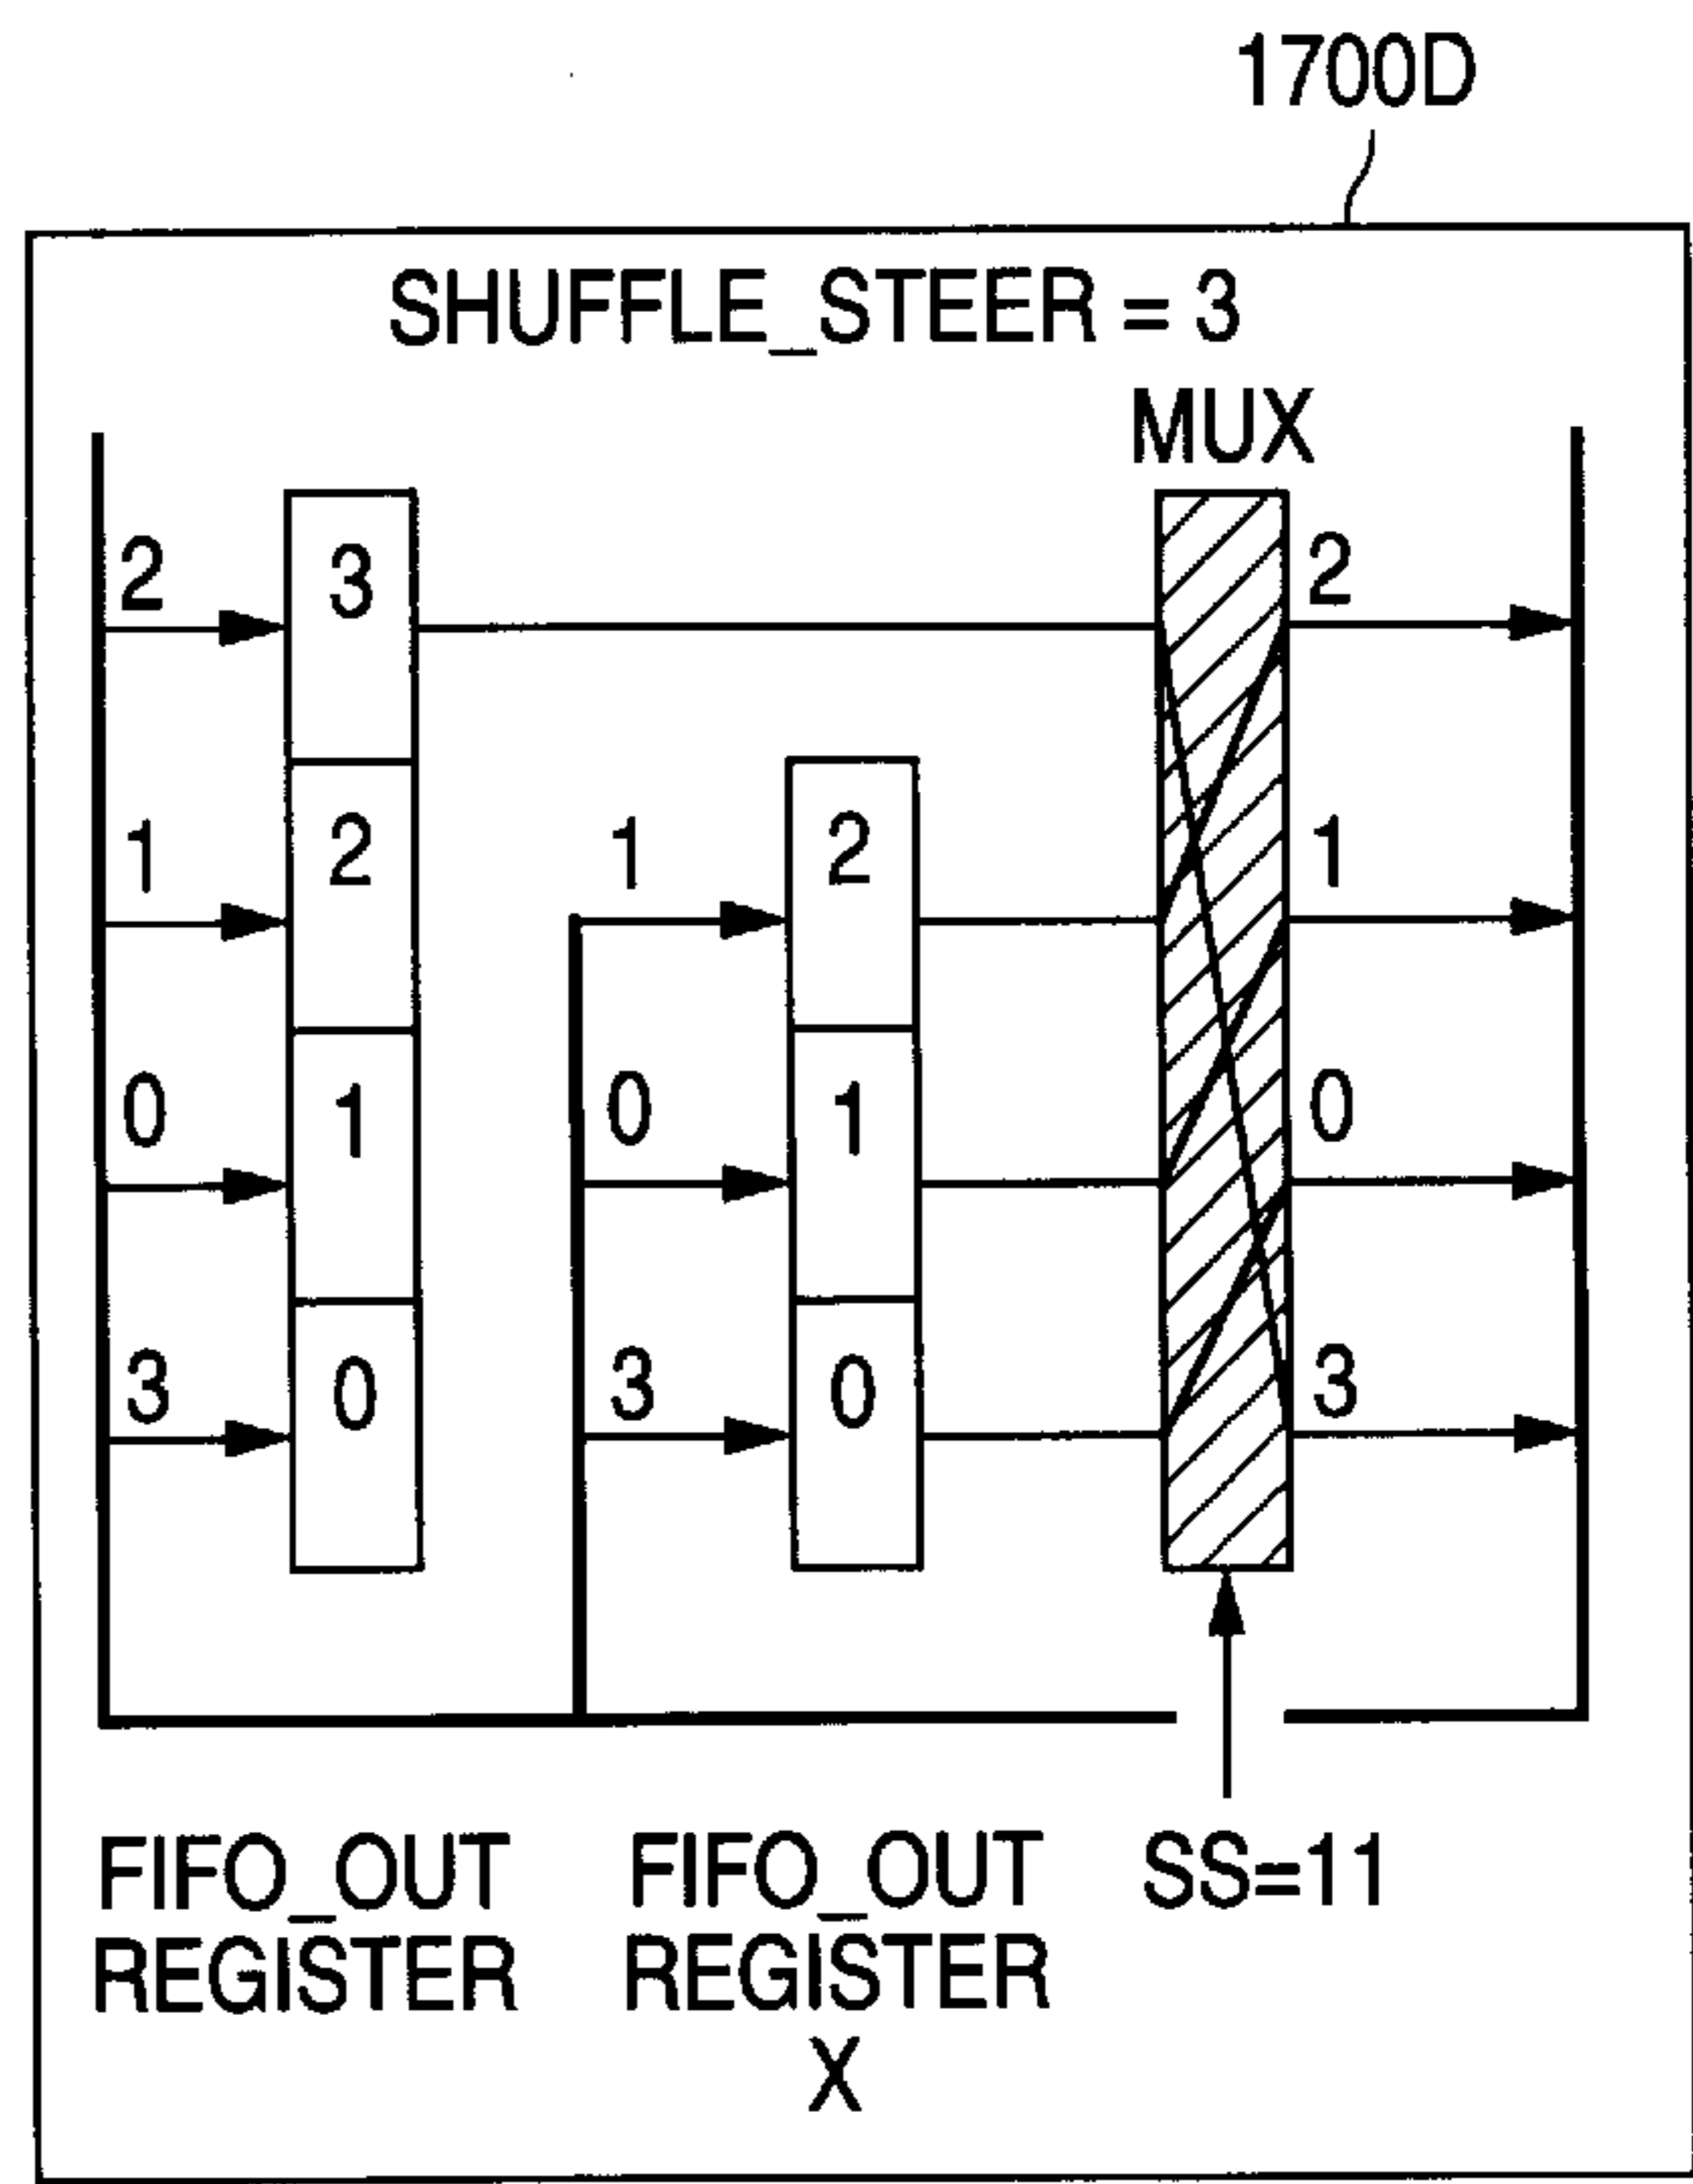 1700D
SHUFFLE_STEER = 3
MUX
2 3 2
1 2 1 2 1
0 1 0 1 0
3 0 3 0 3
FIFO_OUT FIFO_OUT SS=11
REGISTER REGISTER
X